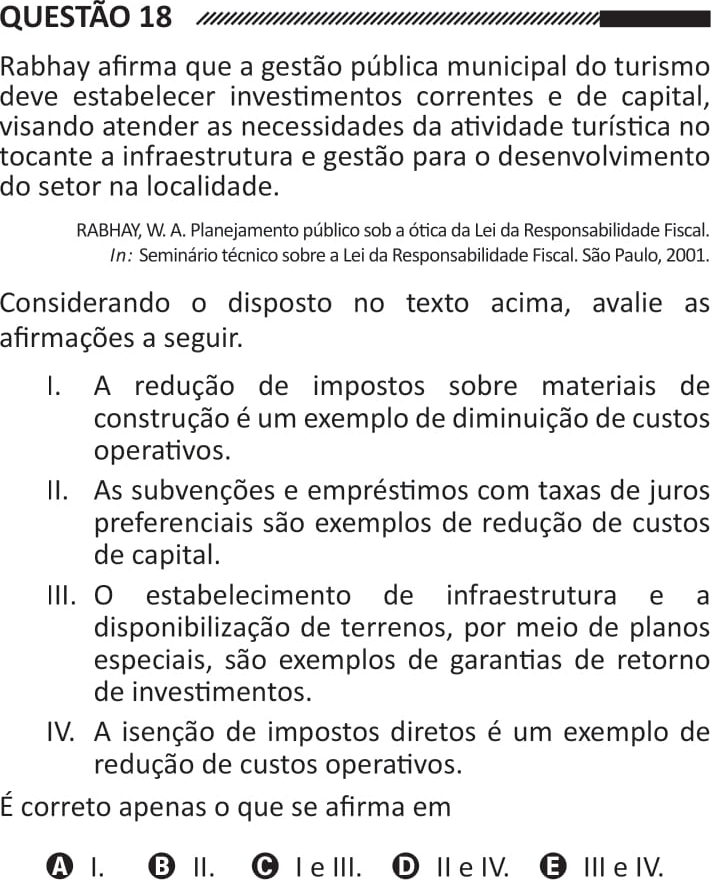 QUESTÃO 18
Rabhay afirma que a gestão pública municipal do turismo
deve estabelecer investimentos correntes e de capital,
visando atender as necessidades da atividade turística no
tocante a infraestrutura e gestão para o desenvolvimento
do setor na localidade.
RABHAY, W. A. Planejamento público sob a ótica da Lei da Responsabilidade Fiscal.
In: Seminário técnico sobre a Lei da Responsabilidade Fiscal. São Paulo, 2001.
Considerando o disposto no texto acima, avalie as
afirmações a seguir.
I. A redução de impostos sobre materiais de
construção é um exemplo de diminuição de custos
operativos.
II. As subvenções e empréstimos com taxas de juros
preferenciais são exemplos de redução de custos
de capital.
III. O estabelecimento de infraestrutura e a
disponibilização de terrenos, por meio de planos
especiais, são exemplos de garantias de retorno
de investimentos.
IV. A isenção de impostos diretos é um exemplo de
redução de custos operativos.
É correto apenas o que se afirma em
A I. B II. C I e III. D II e IV. E III e IV.